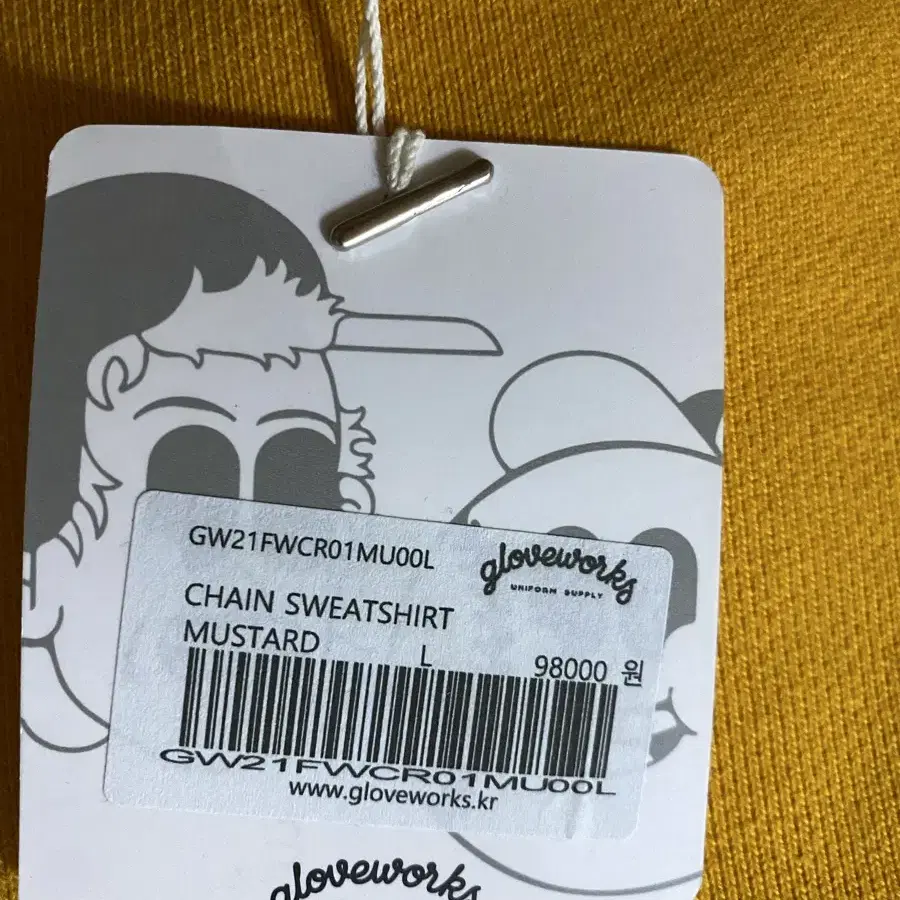 GW21FWCR01MU00L
gloveworks
UNIFORM SUPPLY
CHAIN SWEATSHIRT
MUSTARD L 98000 원
GW21FWCR01MU00L
www.gloveworks.kr
gloveworks